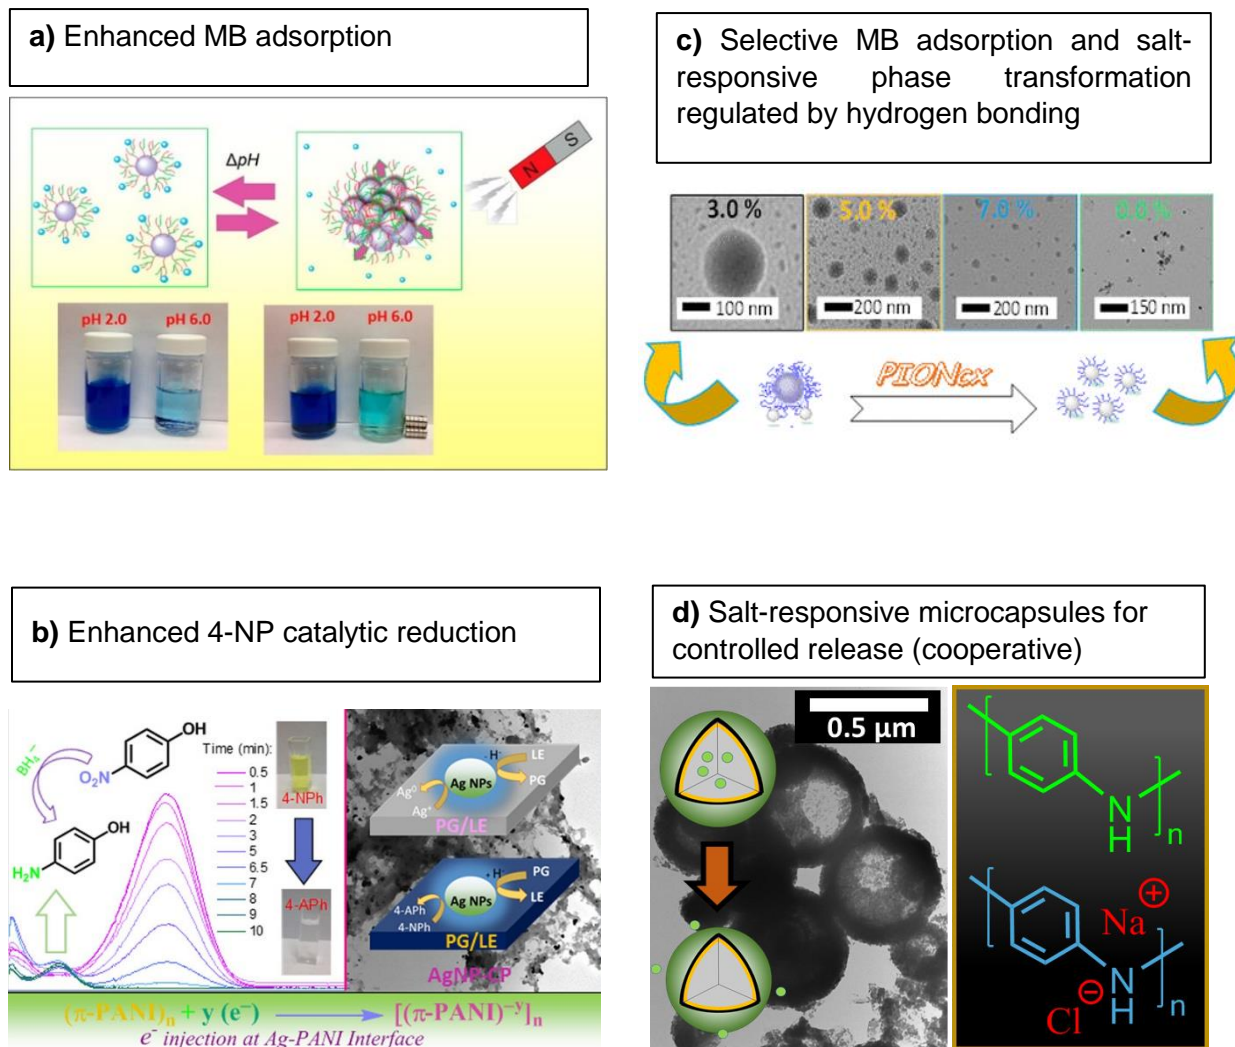 a) Enhanced MB adsorption
ΔpH
N
S
pH 2.0 pH 6.0
pH 2.0 pH 6.0
c) Selective MB adsorption and salt-
responsive phase transformation
regulated by hydrogen bonding
3.0 %
100 nm
5.0 %
200 nm
7.0 %
200 nm
150 nm
PIONcx
b) Enhanced 4-NP catalytic reduction
BH₄⁻
O₂N
OH
H₂N
OH
Time (min):
0.5
1
1.5
2
3
5
6.5
7
8
9
10
4-NPh
4-APh
- H⁺
LE
PG
Ag NPs
Ag⁰
Ag⁺
PG/LE
- H⁺
PG
LE
Ag NPs
4-APh
4-NPh
PG/LE
AgNP-CP
(π-PANI)n + y (e⁻) → [(π-PANI)⁻ʸ]n
e⁻ injection at Ag-PANI Interface
d) Salt-responsive microcapsules for
controlled release (cooperative)
0.5 µm
N
H
n
Na
⊕
N
H
n
Cl
⊖